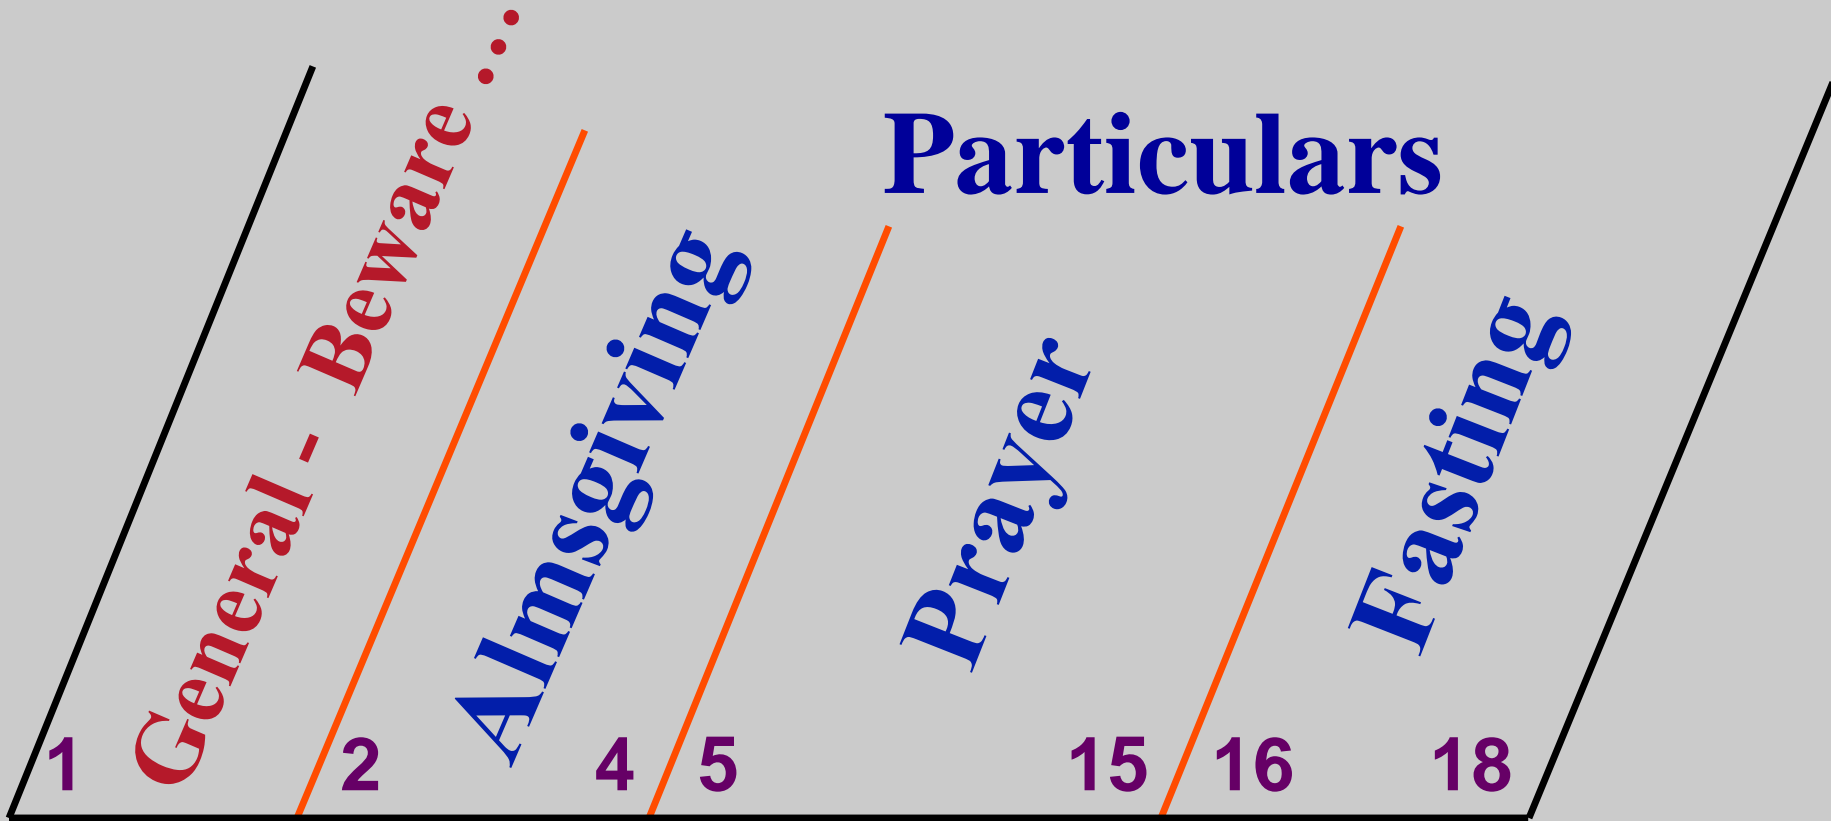 General - Beware ...
Particulars
Almsgiving
Prayer
Fasting
1 2 4 5 15 16 18